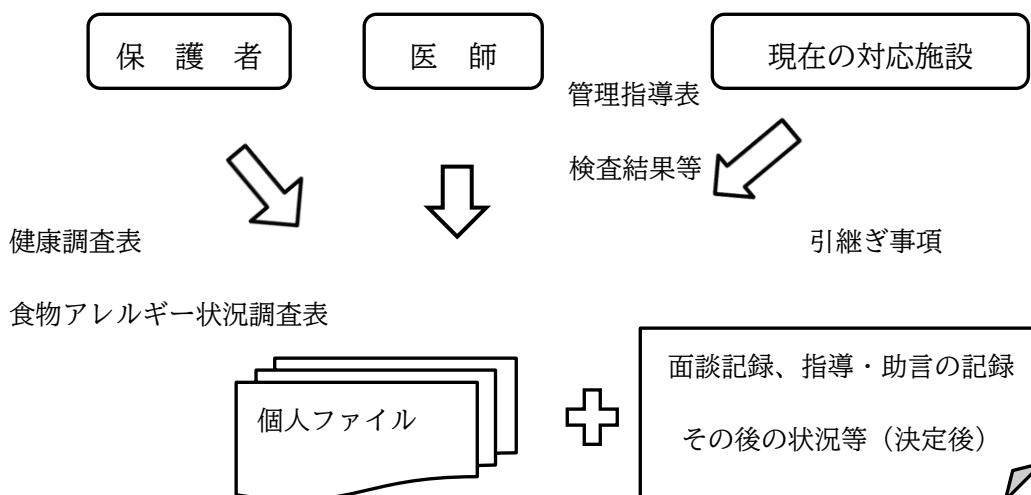 保 護 者
医 師
現在の対応施設
管理指導表
検査結果等
健康調査表
引継ぎ事項
食物アレルギー状況調査表
面談記録、指導・助言の記録
個人ファイル
その後の状況等（決定後）